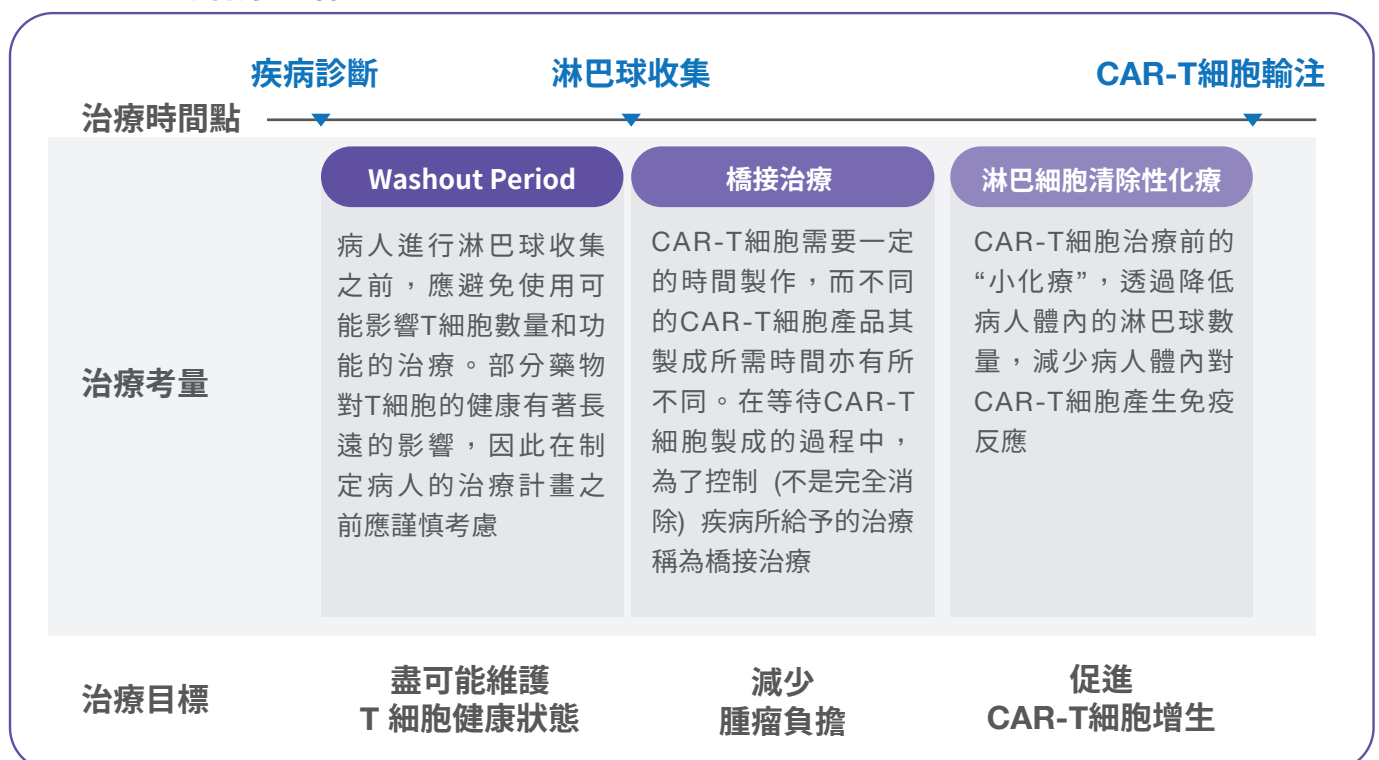 疾病診斷
淋巴球收集
CAR-T細胞輸注
治療時間點
Washout Period
橋接治療
淋巴細胞清除性化療
治療考量
病人進行淋巴球收集
之前，應避免使用可
能影響T細胞數量和功
能的治療。部分藥物
對T細胞的健康有著長
遠的影響，因此在制
定病人的治療計畫之
前應謹慎考慮
CAR-T細胞需要一定
的時間製作，而不同
的CAR-T細胞產品其
製成所需時間亦有所
不同。在等待CAR-T
細胞製成的過程中，
為了控制 (不是完全消
除) 疾病所給予的治療
稱為橋接治療
CAR-T細胞治療前的
“小化療”，透過降低
病人體內的淋巴球數
量，減少病人體內對
CAR-T細胞產生免疫
反應
治療目標
盡可能維護
T 細胞健康狀態
減少
腫瘤負擔
促進
CAR-T細胞增生